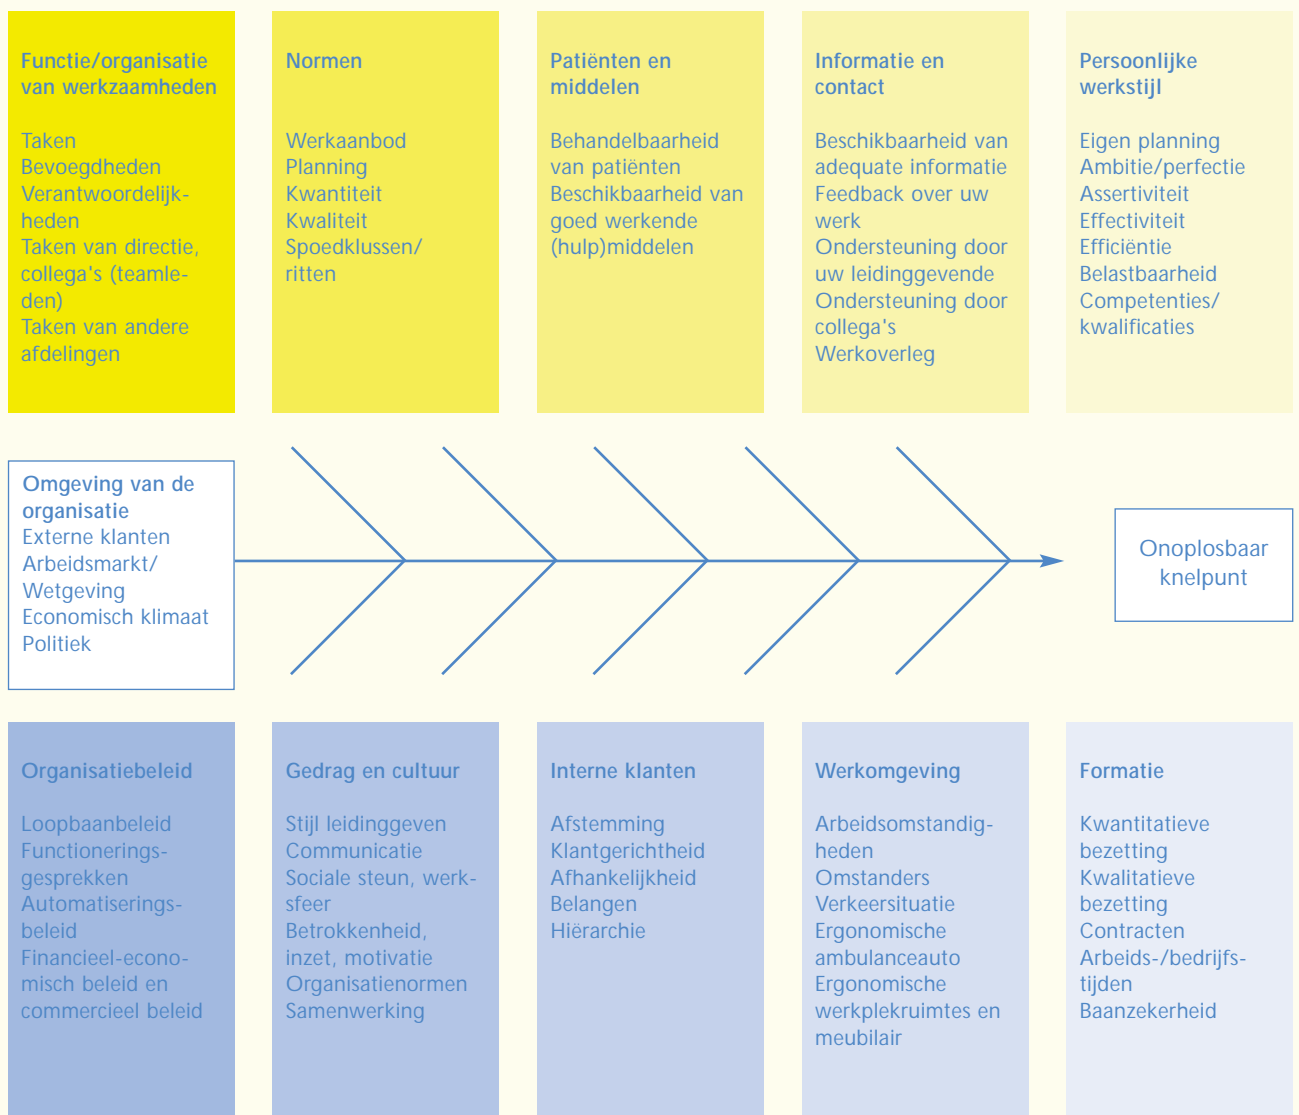 Functie/organisatie
van werkzaamheden
Taken
Bevoegdheden
Verantwoordelijk-
heden
Taken van directie,
collega's (teamle-
den)
Taken van andere
afdelingen
Normen
Werkaanbod
Planning
Kwantiteit
Kwaliteit
Spoedklussen/
ritten
Patiënten en
middelen
Behandelbaarheid
van patiënten
Beschikbaarheid van
goed werkende
(hulp)middelen
Informatie en
contact
Beschikbaarheid van
adequate informatie
Feedback over uw
werk
Ondersteuning door
uw leidinggevende
Ondersteuning door
collega's
Werkoverleg
Persoonlijke
werkstijl
Eigen planning
Ambitie/perfectie
Assertiviteit
Effectiviteit
Efficiëntie
Belastbaarheid
Competenties/
kwalificaties
Omgeving van de
organisatie
Externe klanten
Arbeidsmarkt/
Wetgeving
Economisch klimaat
Politiek
Onoplosbaar
knelpunt
Organisatiebeleid
Loopbaanbeleid
Functionerings-
gesprekken
Automatiserings-
beleid
Financieel-econo-
misch beleid en
commercieel beleid
Gedrag en cultuur
Stijl leidinggeven
Communicatie
Sociale steun, werk-
sfeer
Betrokkenheid,
inzet, motivatie
Organisatienormen
Samenwerking
Interne klanten
Afstemming
Klantgerichtheid
Afhankelijkheid
Belangen
Hiërarchie
Werkomgeving
Arbeidsomstandig-
heden
Omstanders
Verkeersituatie
Ergonomische
ambulanceauto
Ergonomische
werkplekruimtes en
meubilair
Formatie
Kwantitatieve
bezetting
Kwalitatieve
bezetting
Contracten
Arbeids-/bedrijfs-
tijden
Baanzekerheid